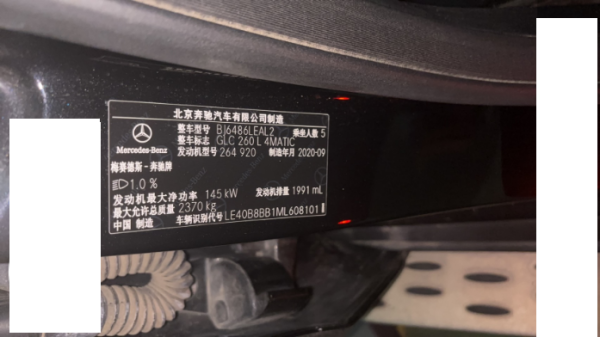 北京奔驰汽车有限公司制造
整车型号 BJ6486LEAL2 乘坐人数 5
整车标志 GLC 260 L 4MATIC
发动机型号 264 920 制造年月 2020-09
Mercedes-Benz
梅赛德斯-奔驰牌
1.0 %
发动机最大净功率 145 kW 发动机排量 1991 mL
最大允许总质量 2370 kg
中国 制造 车辆识别代号 LE40B8BB1ML608101